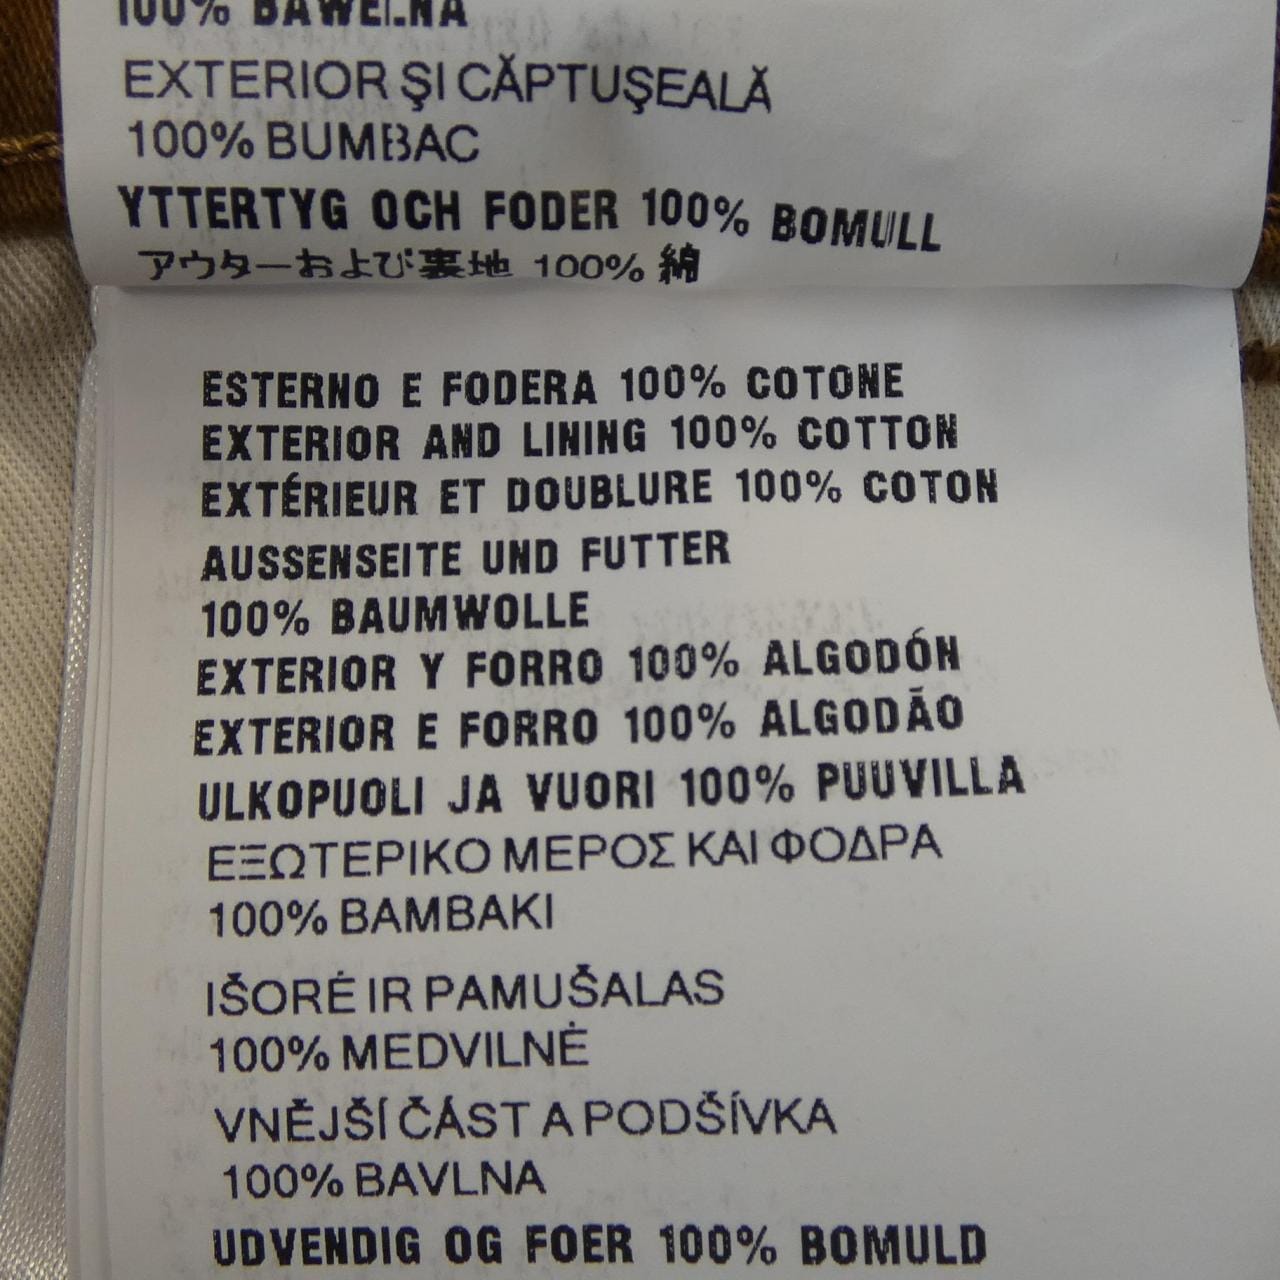 100% BAWEŁNA
EXTERIOR ŞI CĂPTUŞEALĂ
100% BUMBAC
YTTERTYG OCH FODER 100% BOMULL
アウターおよび裏地 100% 綿
ESTERNO E FODERA 100% COTONE
EXTERIOR AND LINING 100% COTTON
EXTÉRIEUR ET DOUBLURE 100% COTON
AUSSENSEITE UND FUTTER
100% BAUMWOLLE
EXTERIOR Y FORRO 100% ALGODÓN
EXTERIOR E FORRO 100% ALGODÃO
ULKOPUOLI JA VUORI 100% PUUVILLA
ΕΞΩΤΕΡΙΚΟ ΜΕΡΟΣ ΚΑΙ ΦΟΔΡΑ
100% ΒΑΜΒΑΚΙ
IŠORĖ IR PAMUŠALAS
100% MEDVILNĖ
VNĚJŠÍ ČÁST A PODŠÍVKA
100% BAVLNA
UDVENDIG OG FOER 100% BOMULD